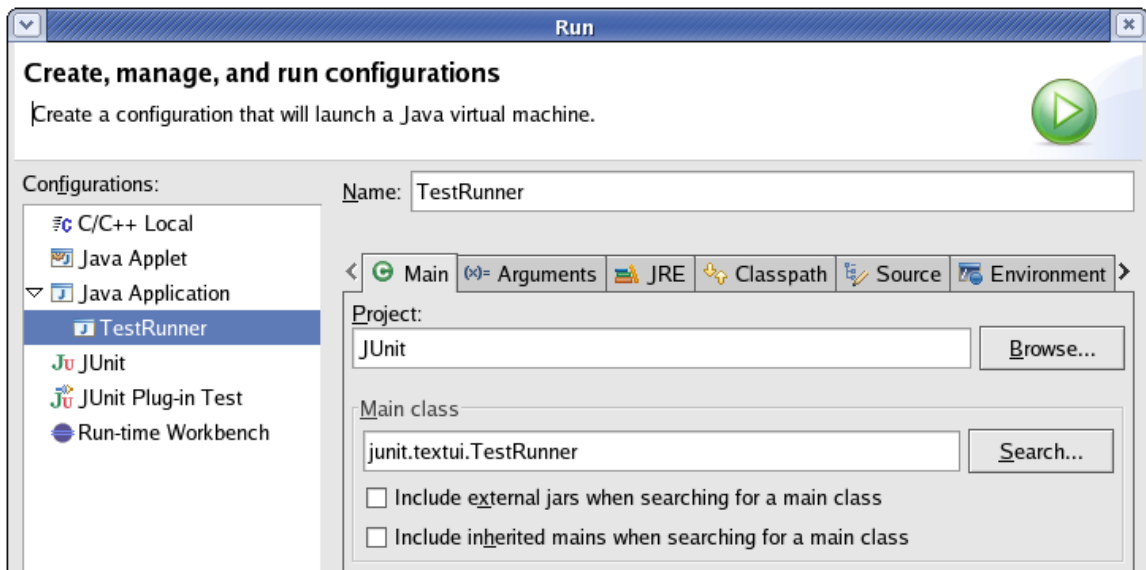 Run
Create, manage, and run configurations
Create a configuration that will launch a Java virtual machine.
Configurations:
C/C++ Local
Java Applet
Java Application
TestRunner
JUnit
JUnit Plug-in Test
Run-time Workbench
Name: TestRunner
Main (x)= Arguments JRE Classpath Source Environment
Project:
JUnit Browse...
Main class
junit.textui.TestRunner Search...
Include external jars when searching for a main class
Include inherited mains when searching for a main class